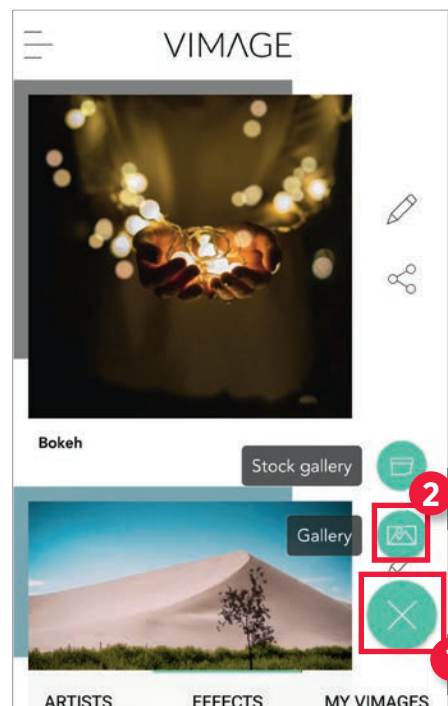 VIMAGE
Bokeh
Stock gallery
2
Gallery
ARTISTS EFFECTS MY VIMAGES